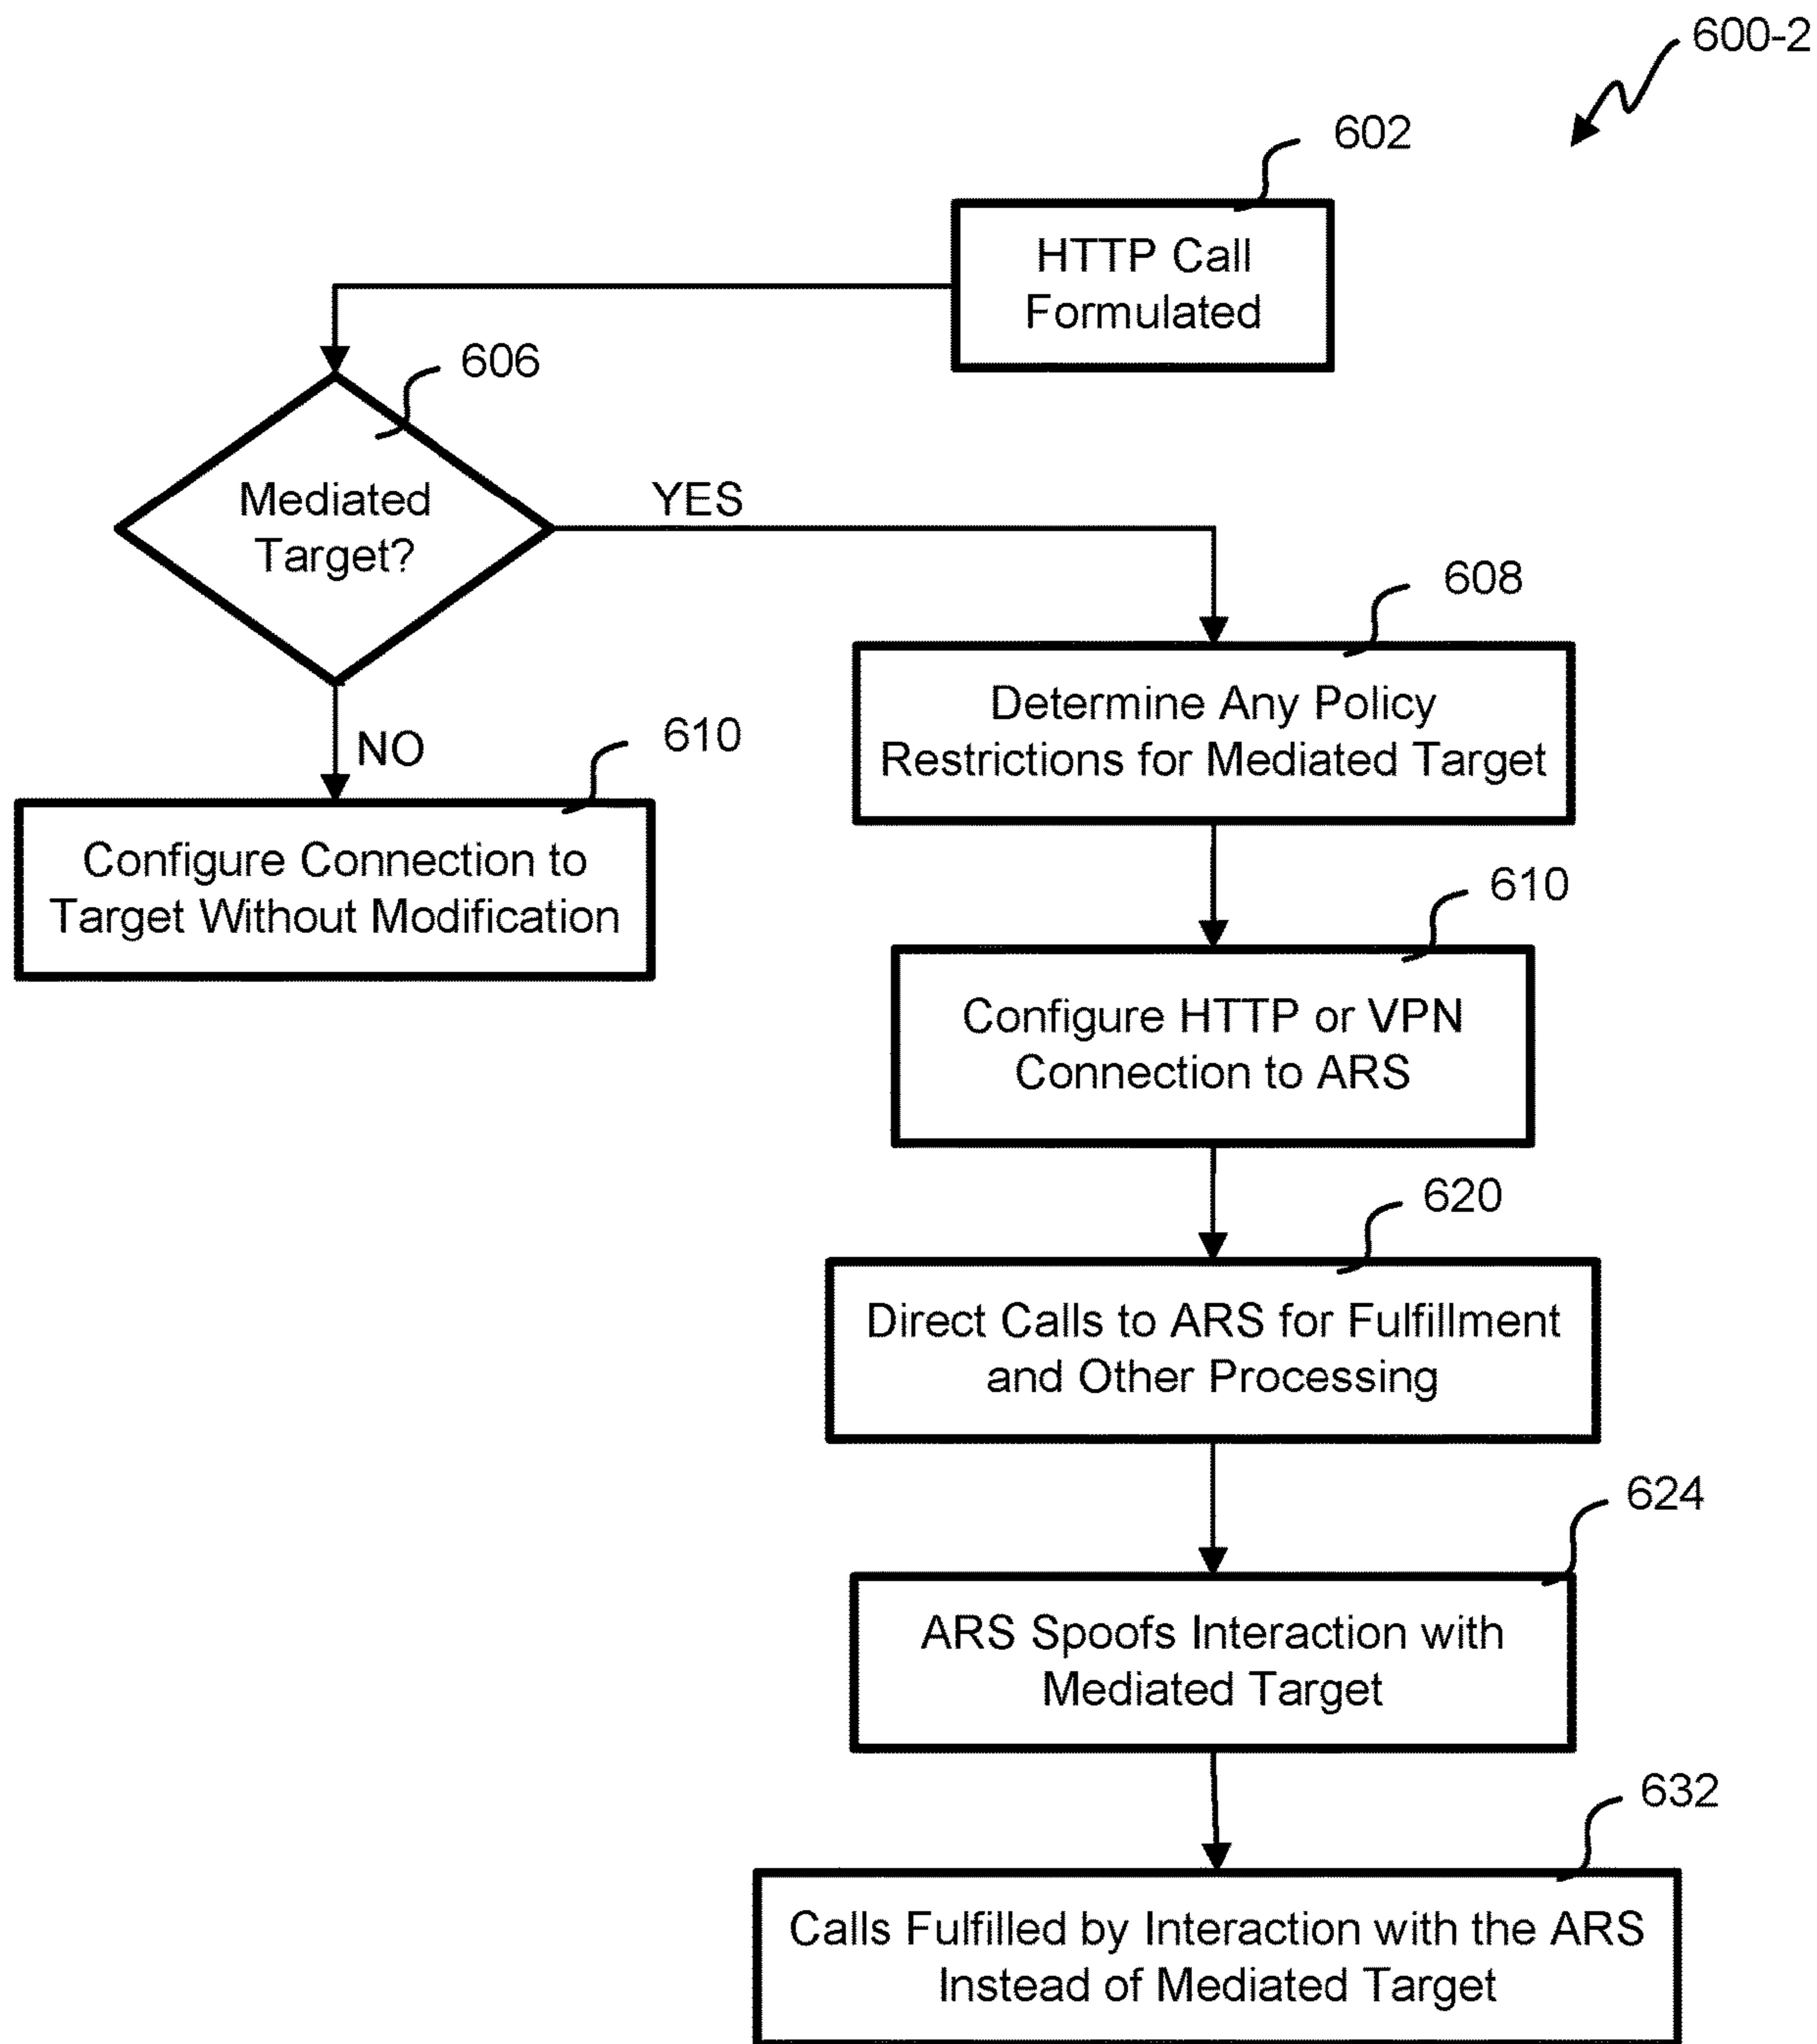 600-2
602
HTTP Call
Formulated
606
Mediated
Target?
YES
NO
608
Determine Any Policy
Restrictions for Mediated Target
610
Configure Connection to
Target Without Modification
610
Configure HTTP or VPN
Connection to ARS
620
Direct Calls to ARS for Fulfillment
and Other Processing
624
ARS Spoofs Interaction with
Mediated Target
632
Calls Fulfilled by Interaction with the ARS
Instead of Mediated Target